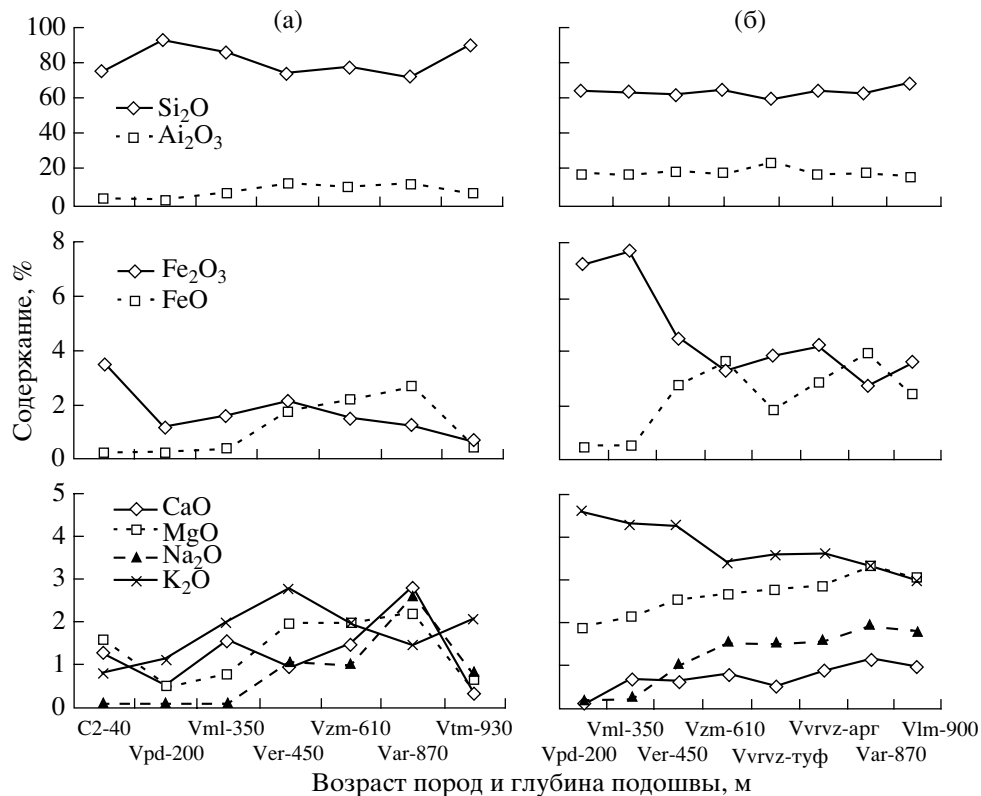 (а) (б)
100
80
60
40
20
0
Si₂O
Ai₂O₃
8
6
4
2
0
Fe₂O₃
FeO
Содержание, %
5
4
3
2
1
0
CaO
MgO
Na₂O
K₂O
C2-40 Vml-350 Vzm-610 Vtm-930
Vpd-200 Ver-450 Var-870
Vml-350 Vzm-610 Vvrvz-арг Vlm-900
Vpd-200 Ver-450 Vvrvz-туф Var-870
Возраст пород и глубина подошвы, м